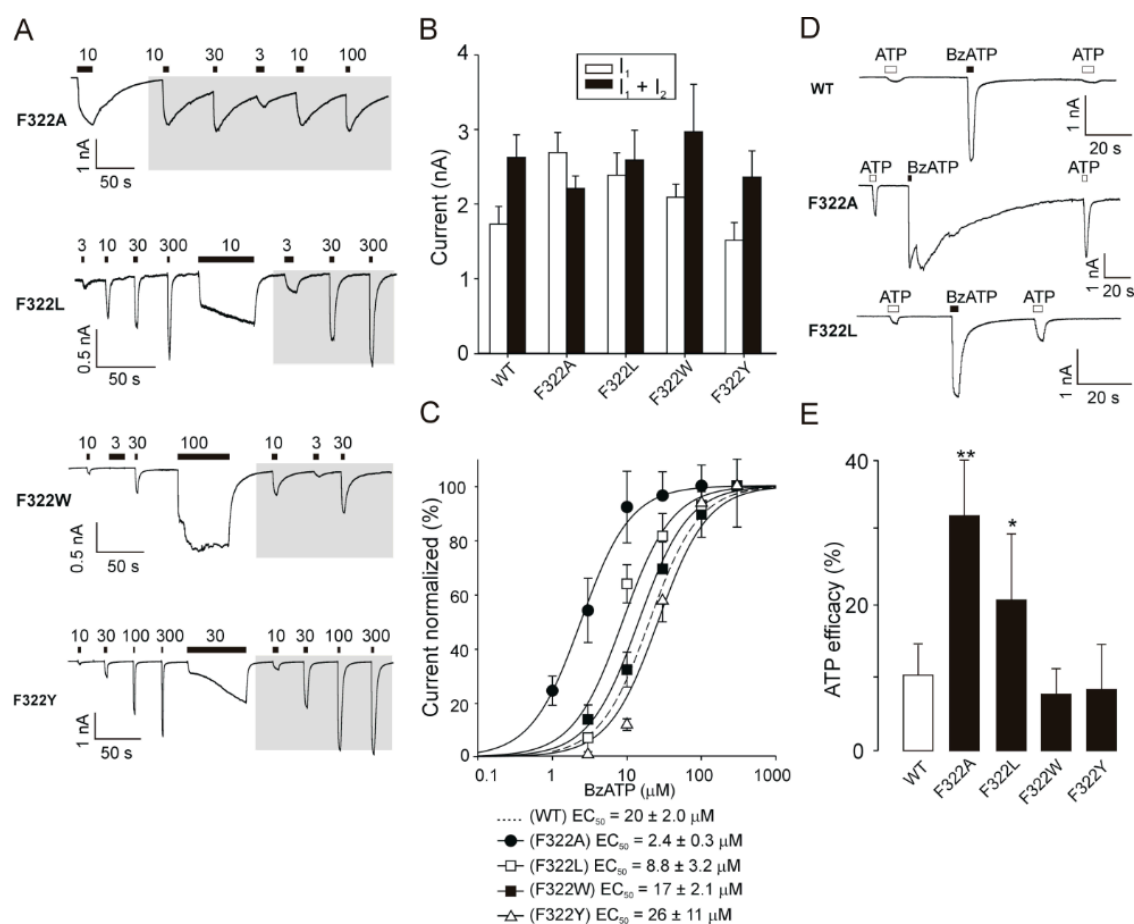 A
10 10 30 3 10 100
F322A
1 nA
50 s
3 10 30 300 10 3 30 300
F322L
0.5 nA
50 s
10 3 30 100 10 3 30
F322W
0.5 nA
50 s
10 30 100 300 30 10 30 100 300
F322Y
1 nA
50 s
B
4
3
2
1
0
Current (nA)
I₁
I₁ + I₂
WT F322A F322L F322W F322Y
C
100
80
60
40
20
0
Current normalized (%)
0.1 1 10 100 1000
BzATP (μM)
(WT) EC₅₀ = 20 ± 2.0 μM
(F322A) EC₅₀ = 2.4 ± 0.3 μM
(F322L) EC₅₀ = 8.8 ± 3.2 μM
(F322W) EC₅₀ = 17 ± 2.1 μM
(F322Y) EC₅₀ = 26 ± 11 μM
D
ATP BzATP ATP
WT
1 nA
20 s
ATP BzATP ATP
F322A
1 nA
20 s
ATP BzATP ATP
F322L
1 nA
20 s
E
40
20
0
ATP efficacy (%)
** *
WT F322A F322L F322W F322Y